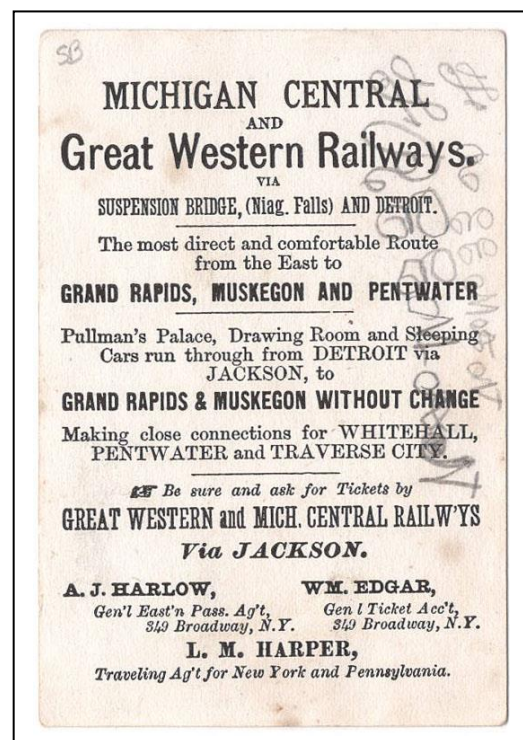 SB
MICHIGAN CENTRAL
AND
Great Western Railways.
VIA
SUSPENSION BRIDGE, (Niag. Falls) AND DETROIT.
The most direct and comfortable Route
from the East to
GRAND RAPIDS, MUSKEGON AND PENTWATER
Pullman's Palace, Drawing Room and Sleeping
Cars run through from DETROIT via
JACKSON, to
GRAND RAPIDS & MUSKEGON WITHOUT CHANGE
Making close connections for WHITEHALL,
PENTWATER and TRAVERSE CITY.
☞ Be sure and ask for Tickets by
GREAT WESTERN and MICH. CENTRAL RAILW'YS
Via JACKSON.
A. J. HARLOW, WM. EDGAR,
Gen'l East'n Pass. Ag't, Gen l Ticket Acc't,
349 Broadway, N.Y. 349 Broadway, N.Y.
L. M. HARPER,
Traveling Ag't for New York and Pennsylvania.